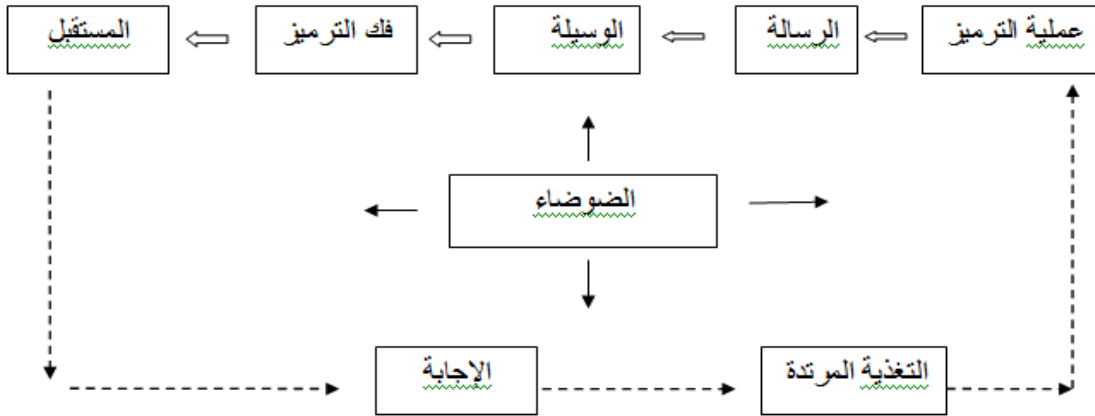 عملية الترميز
الرسالة
الوسيلة
فك الترميز
المستقبل
الضوضاء
الإجابة
التغذية المرتدة